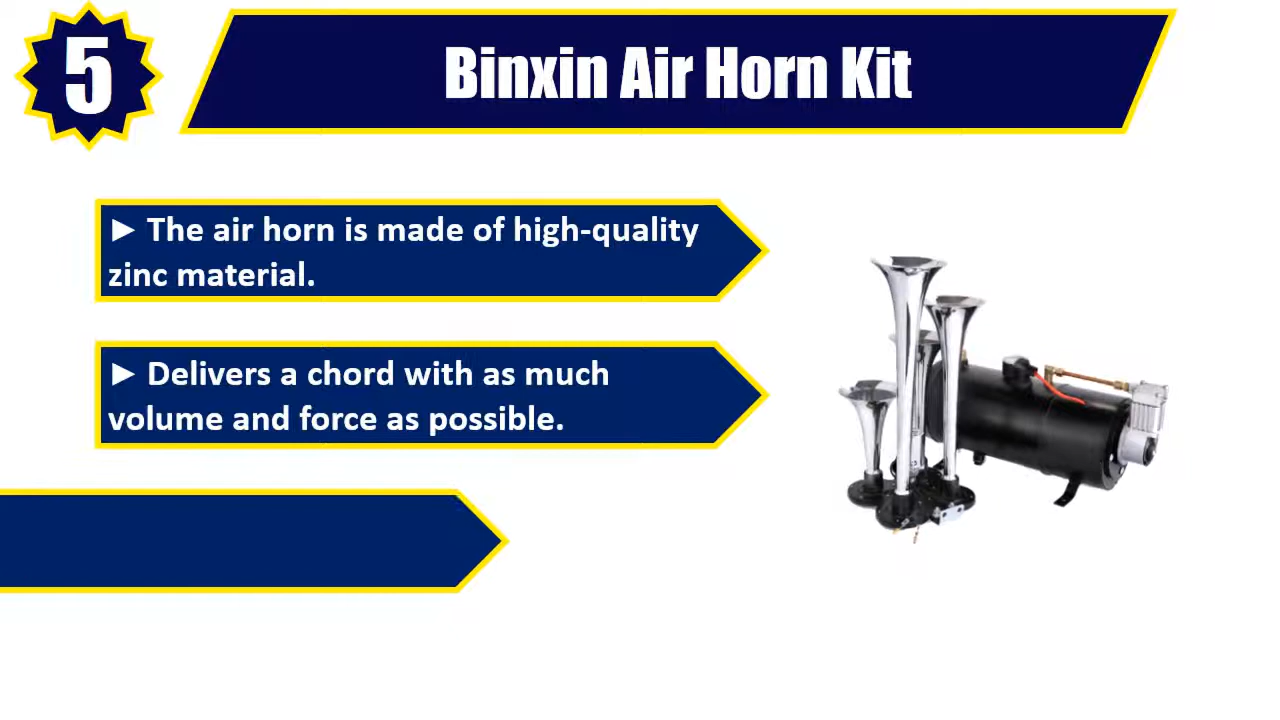 5
Binxin Air Horn Kit
► The air horn is made of high-quality
zinc material.
► Delivers a chord with as much
volume and force as possible.